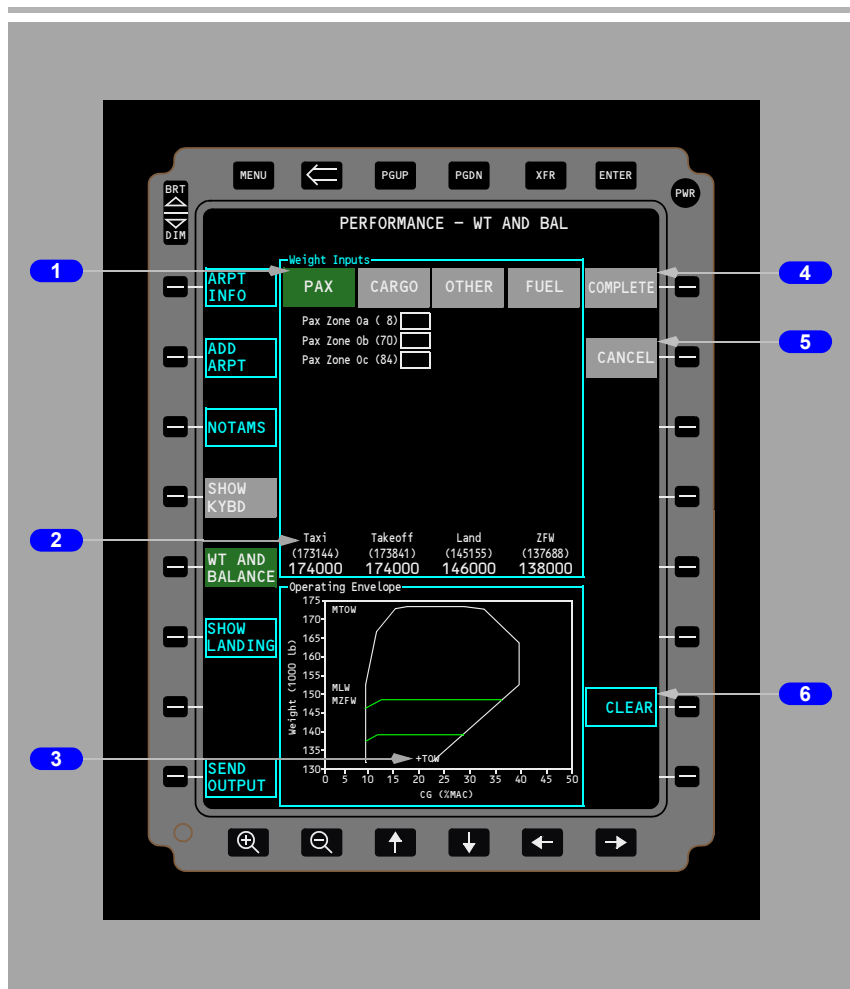 MENU PGUP PGDN XFR ENTER
BRT
DIM
PWR
PERFORMANCE – WT AND BAL
Weight Inputs
1
ARPT
INFO
PAX CARGO OTHER FUEL
COMPLETE
4
Pax Zone 0a ( 8)
Pax Zone 0b (70)
Pax Zone 0c (84)
ADD
ARPT
CANCEL
5
NOTAMS
SHOW
KYBD
2
Taxi Takeoff Land ZFW
(173144) (173841) (145155) (137688)
174000 174000 146000 138000
WT AND
BALANCE
Operating Envelope
SHOW
LANDING
Weight (1000 lb)
175
170
165
160
155
150
145
140
135
130
MTOW
MLW
MZFW
+TOW
0 5 10 15 20 25 30 35 40 45 50
CG (%MAC)
CLEAR
6
3
SEND
OUTPUT